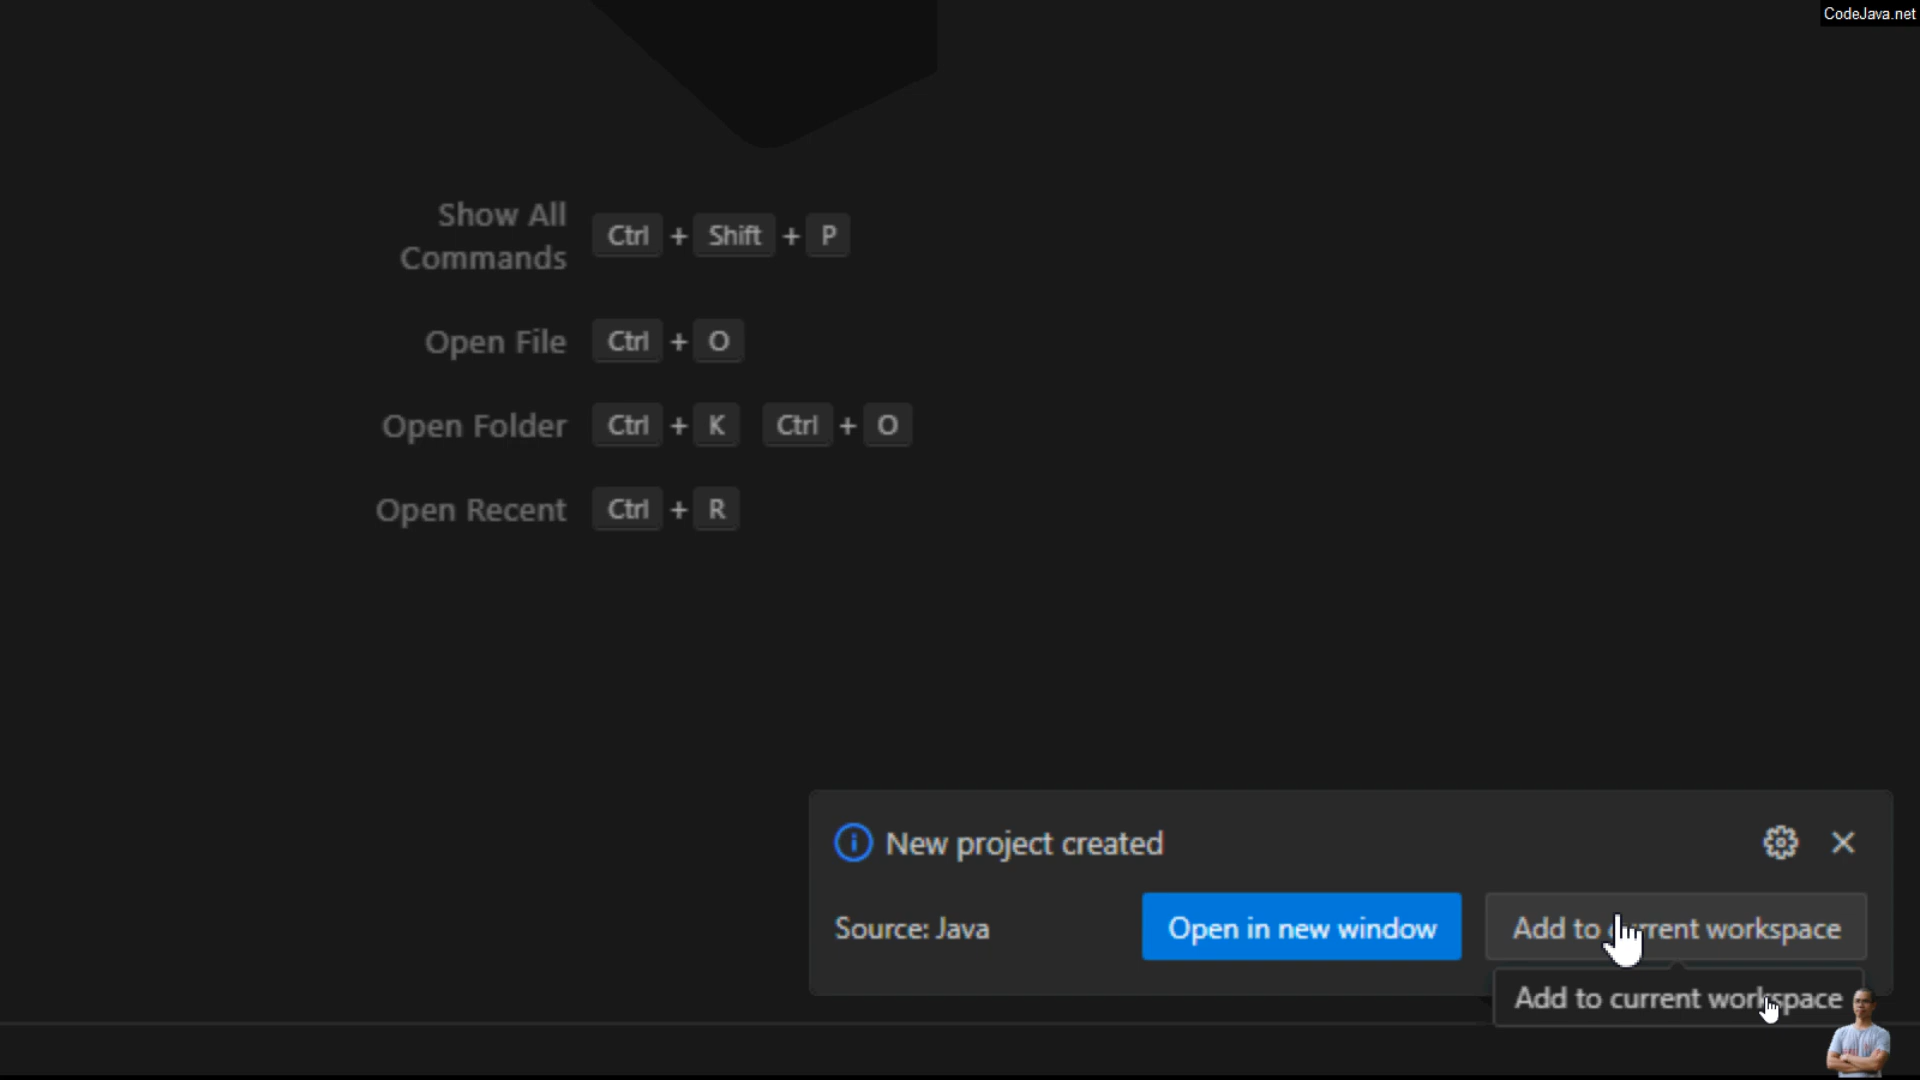 CodeJava.net
Show All
Commands
Ctrl + Shift + P
Open File Ctrl + O
Open Folder Ctrl + K Ctrl + O
Open Recent Ctrl + R
New project created
Source: Java Open in new window Add to current workspace
Add to current workspace